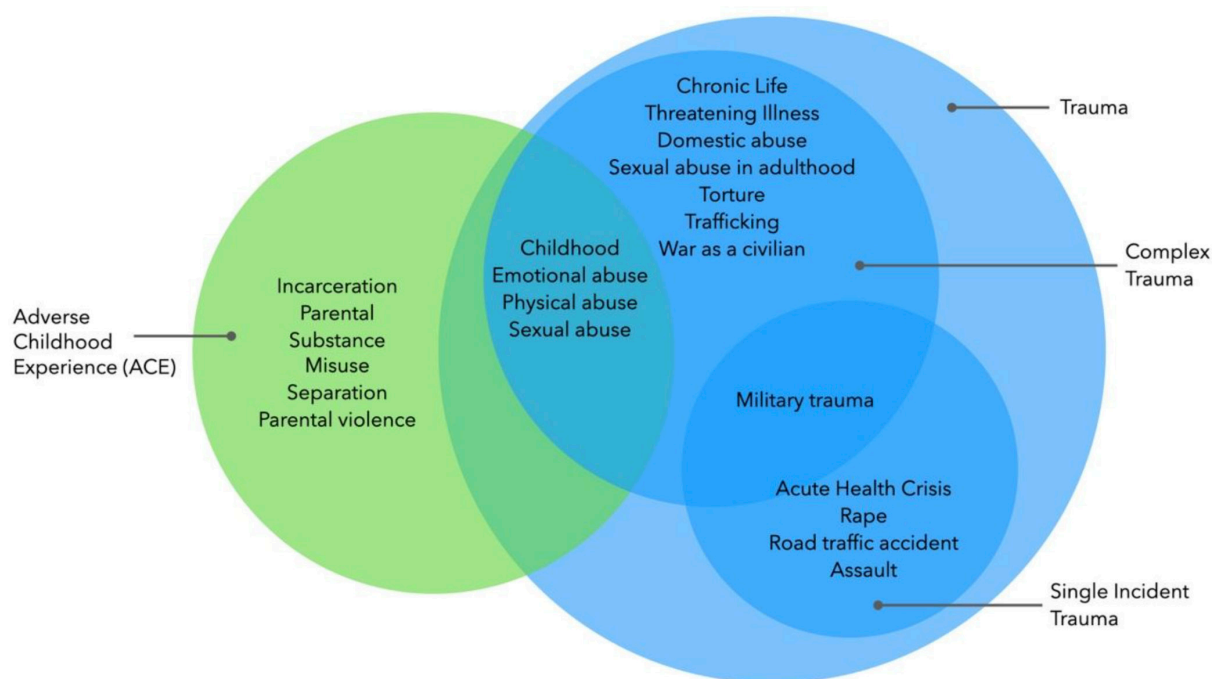 Adverse
Childhood
Experience (ACE)
Incarceration
Parental
Substance
Misuse
Separation
Parental violence
Childhood
Emotional abuse
Physical abuse
Sexual abuse
Chronic Life
Threatening Illness
Domestic abuse
Sexual abuse in adulthood
Torture
Trafficking
War as a civilian
Military trauma
Acute Health Crisis
Rape
Road traffic accident
Assault
Trauma
Complex
Trauma
Single Incident
Trauma